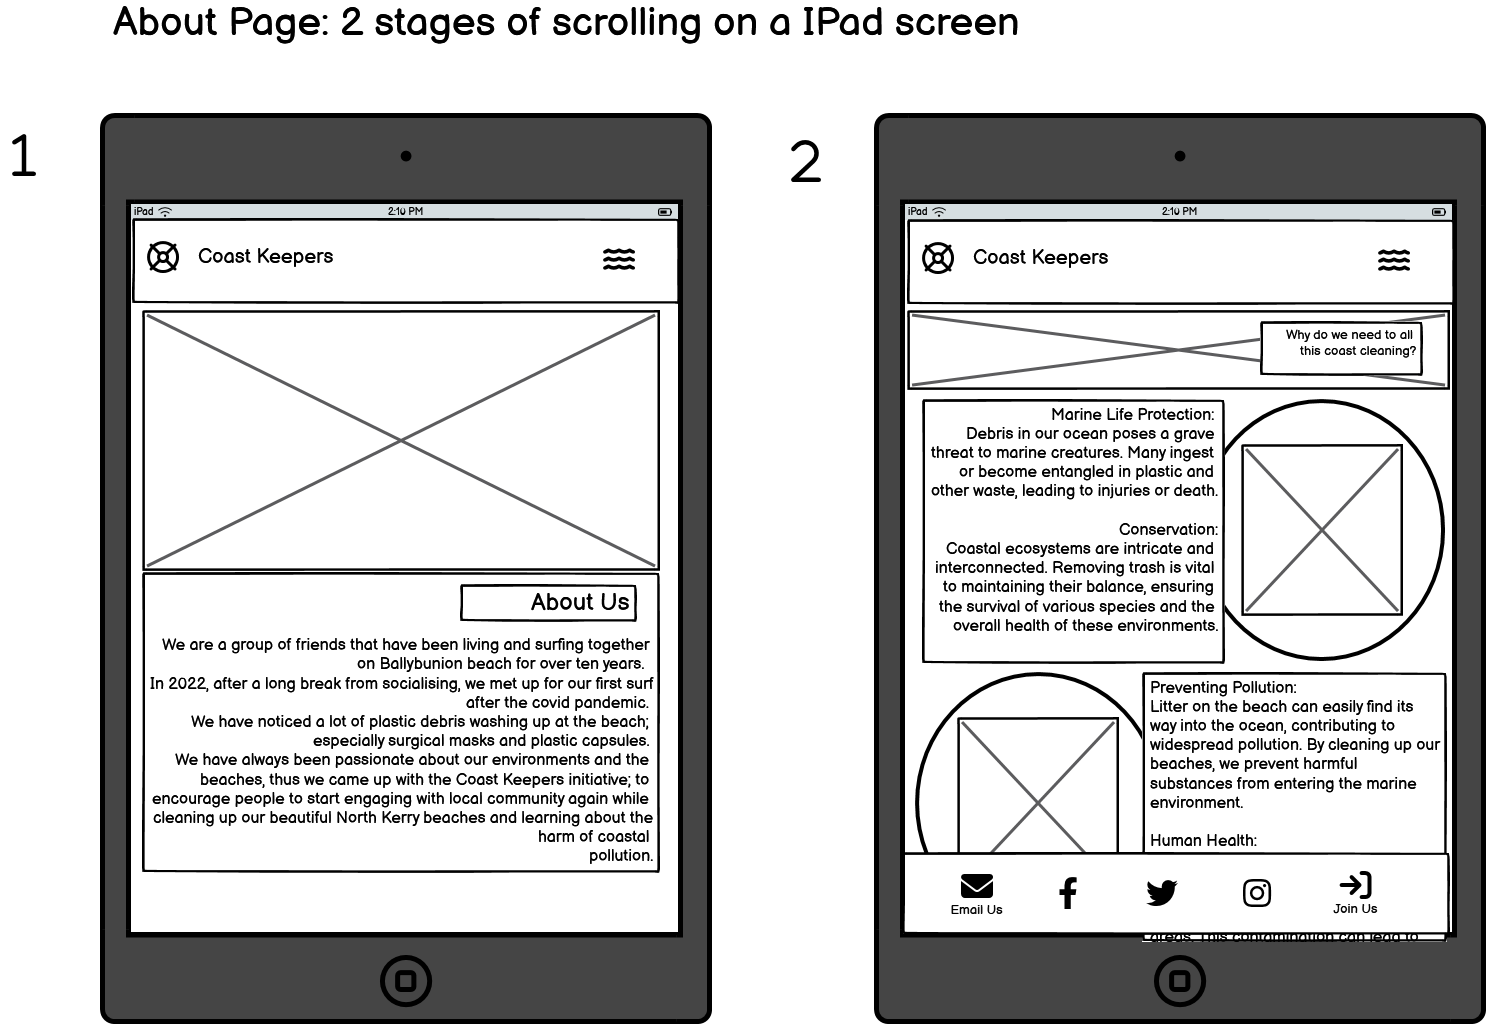 About Page: 2 stages of scrolling on a IPad screen
1
iPad
2:10 PM
Coast Keepers
About Us
We are a group of friends that have been living and surfing together
on Ballybunion beach for over ten years.
In 2022, after a long break from socialising, we met up for our first surf
after the covid pandemic.
We have noticed a lot of plastic debris washing up at the beach;
especially surgical masks and plastic capsules.
We have always been passionate about our environments and the
beaches, thus we came up with the Coast Keepers initiative; to
encourage people to start engaging with local community again while
cleaning up our beautiful North Kerry beaches and learning about the
harm of coastal
pollution.
2
iPad
2:10 PM
Coast Keepers
Why do we need to all
this coast cleaning?
Marine Life Protection:
Debris in our ocean poses a grave
threat to marine creatures. Many ingest
or become entangled in plastic and
other waste, leading to injuries or death.
Conservation:
Coastal ecosystems are intricate and
interconnected. Removing trash is vital
to maintaining their balance, ensuring
the survival of various species and the
overall health of these environments.
Preventing Pollution:
Litter on the beach can easily find its
way into the ocean, contributing to
widespread pollution. By cleaning up our
beaches, we prevent harmful
substances from entering the marine
environment.
Human Health:
Email Us
Join Us
areas. This contamination can lead to